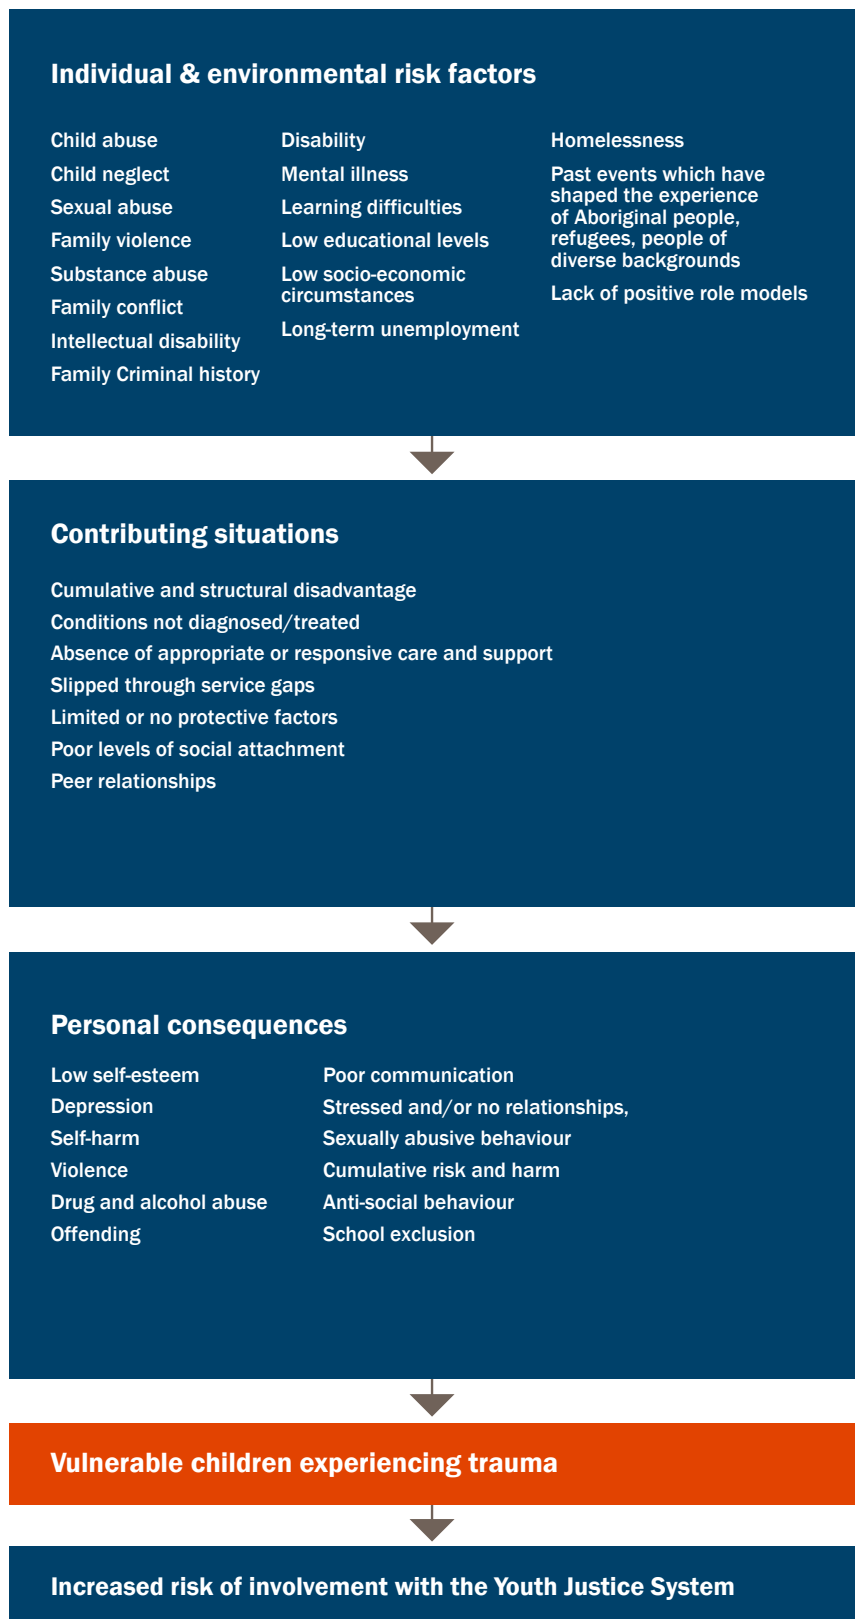 Individual & environmental risk factors
Child abuse
Child neglect
Sexual abuse
Family violence
Substance abuse
Family conflict
Intellectual disability
Family Criminal history
Disability
Mental illness
Learning difficulties
Low educational levels
Low socio-economic
circumstances
Long-term unemployment
Homelessness
Past events which have
shaped the experience
of Aboriginal people,
refugees, people of
diverse backgrounds
Lack of positive role models
Contributing situations
Cumulative and structural disadvantage
Conditions not diagnosed/treated
Absence of appropriate or responsive care and support
Slipped through service gaps
Limited or no protective factors
Poor levels of social attachment
Peer relationships
Personal consequences
Low self-esteem
Depression
Self-harm
Violence
Drug and alcohol abuse
Offending
Poor communication
Stressed and/or no relationships,
Sexually abusive behaviour
Cumulative risk and harm
Anti-social behaviour
School exclusion
Vulnerable children experiencing trauma
Increased risk of involvement with the Youth Justice System